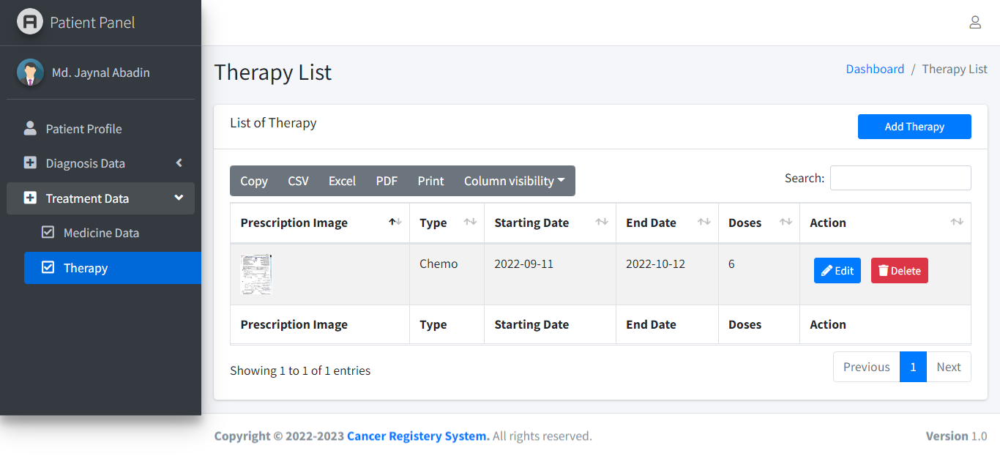 Patient Panel
Md. Jaynal Abadin
Patient Profile
Diagnosis Data
Treatment Data
Medicine Data
Therapy
Therapy List
Dashboard / Therapy List
List of Therapy
Add Therapy
Copy CSV Excel PDF Print Column visibility
Search:
Prescription Image Type Starting Date End Date Doses Action
Chemo 2022-09-11 2022-10-12 6 Edit Delete
Prescription Image Type Starting Date End Date Doses Action
Showing 1 to 1 of 1 entries
Previous 1 Next
Copyright © 2022-2023 Cancer Registery System. All rights reserved.
Version 1.0